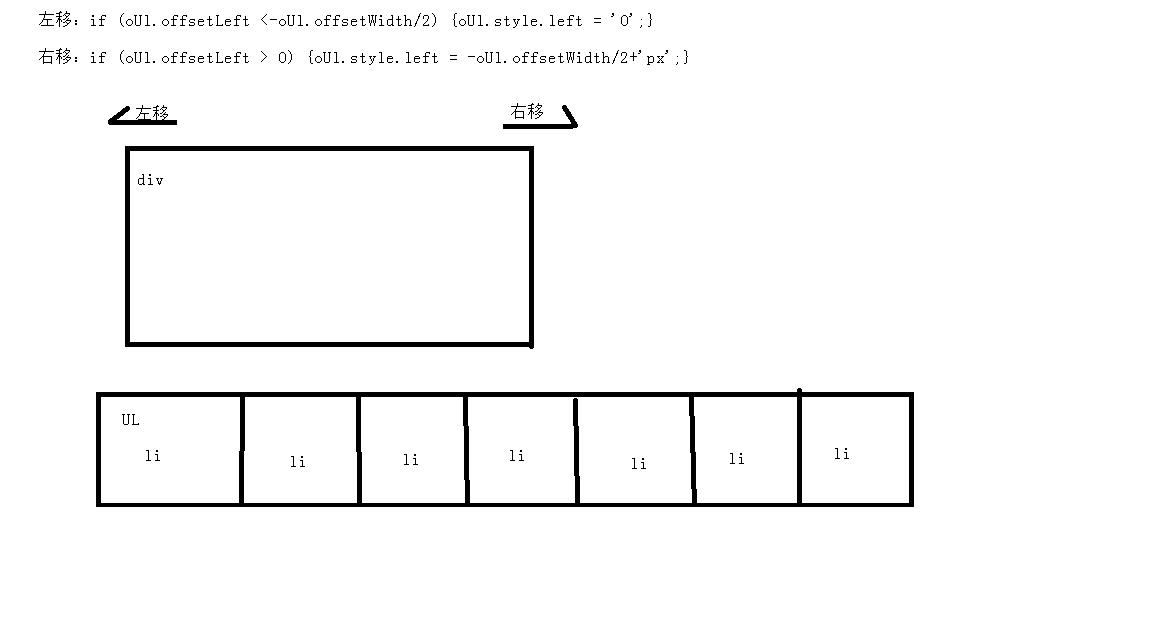 左移：if (oUl.offsetLeft <-oUl.offsetWidth/2) {oUl.style.left = '0';}
右移：if (oUl.offsetLeft > 0) {oUl.style.left = -oUl.offsetWidth/2+'px';}
左移 右移
div
UL
li li li li li li li